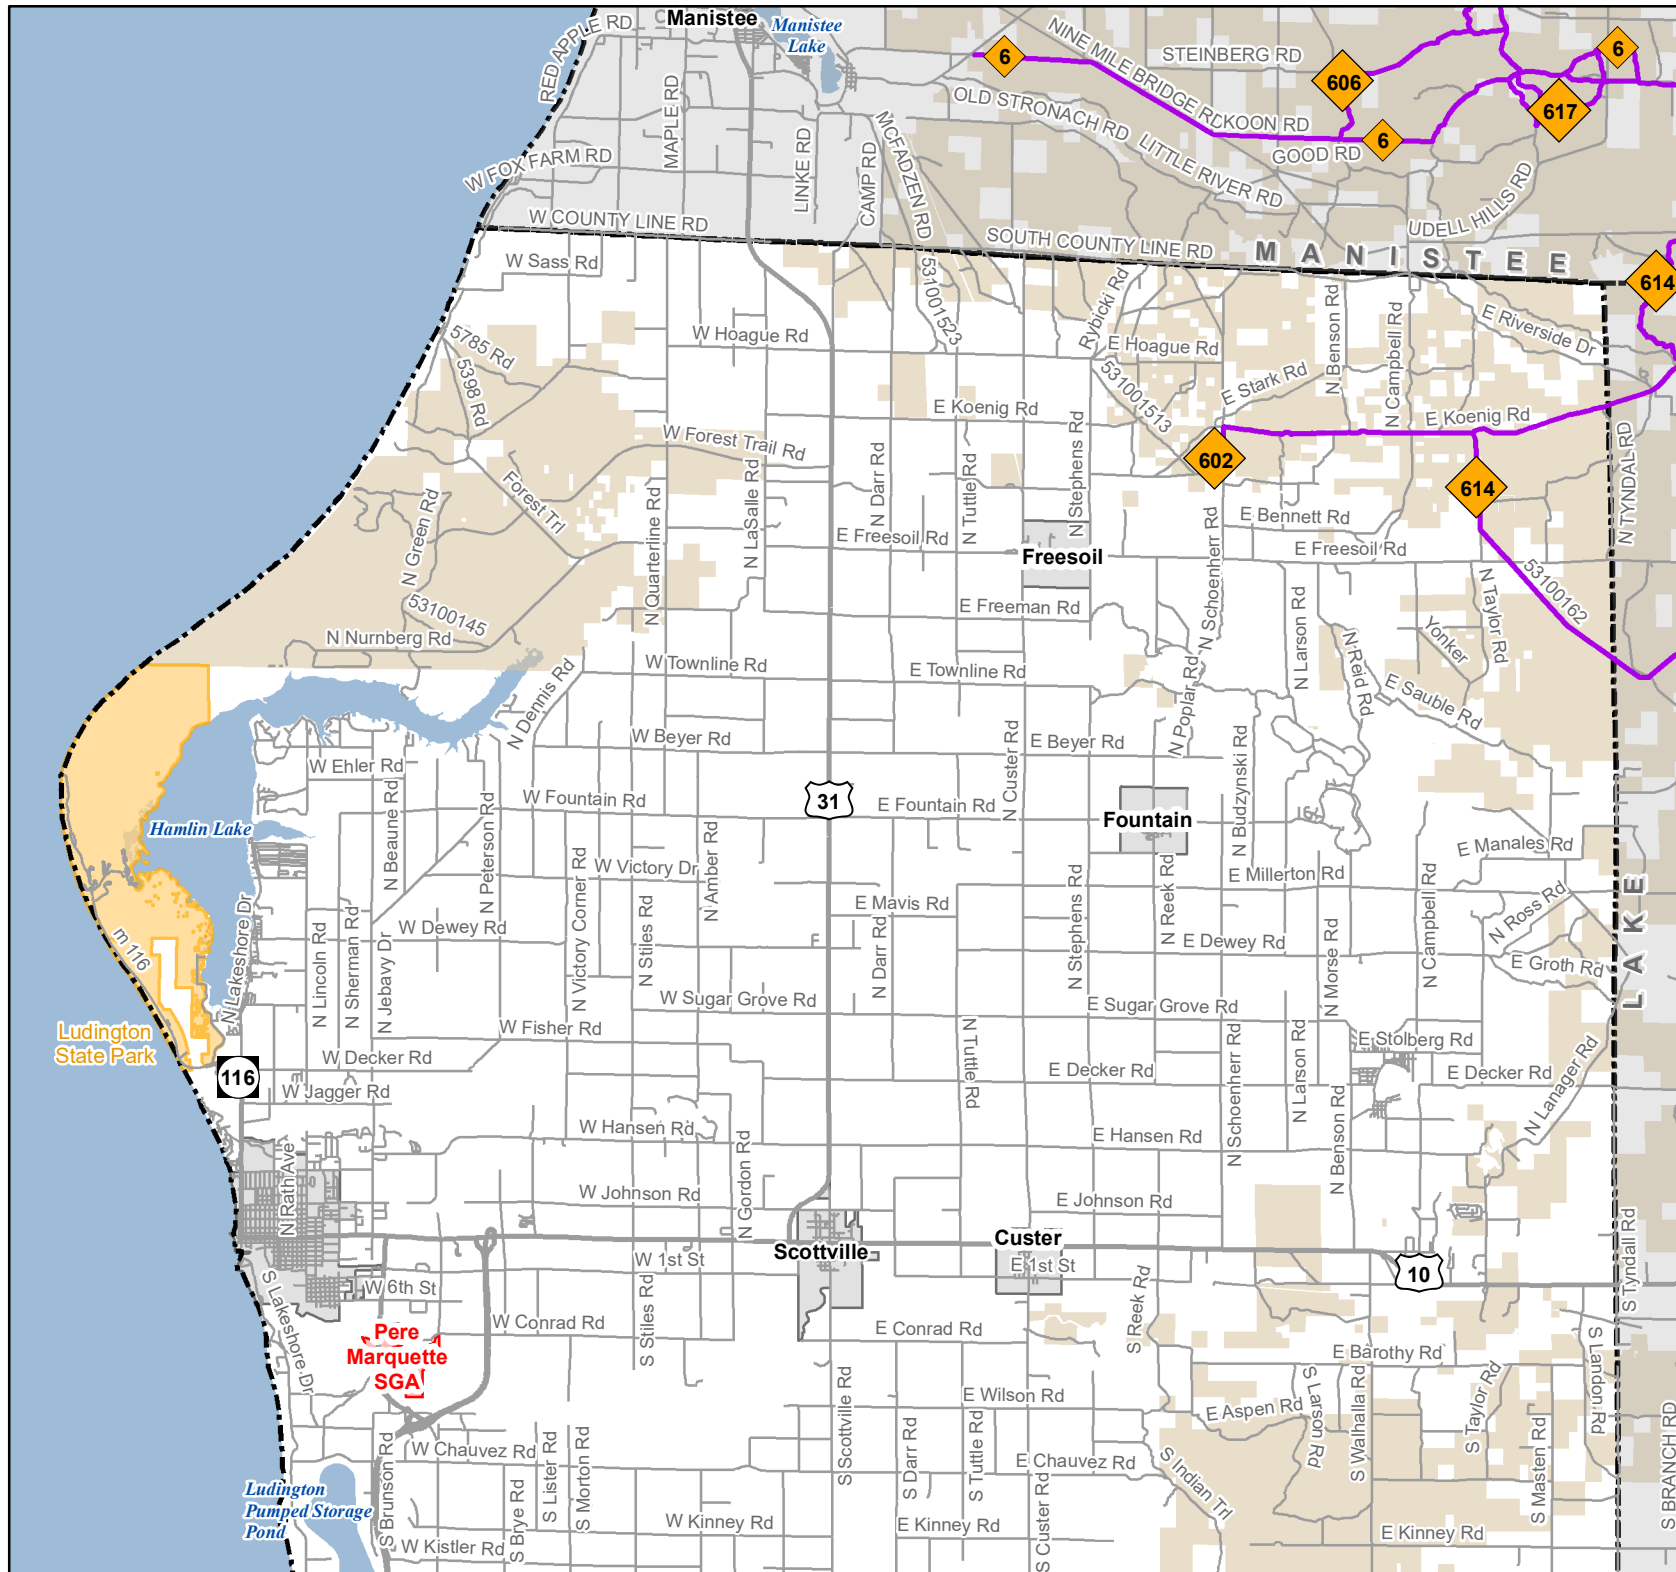 Manistee
Manistee
Lake
RED APPLE RD
MAPLE RD
NINE MILE BRIDGE RD
STEINBERG RD
6
606
6
617
OLD STRONACH RD
KOON RD
6
GOOD RD
LITTLE RIVER RD
W FOX FARM RD
LINKE RD
CAMP RD
MCFADZEN RD
UDELL HILLS RD
W COUNTY LINE RD
SOUTH COUNTY LINE RD
MANISTEE
614
W Sass Rd
531001523
Rybicki Rd
N Benson Rd
N Campbell Rd
E Riverside Dr
5785 Rd
5398 Rd
W Hoague Rd
E Hoague Rd
531001513
E Stark Rd
E Koenig Rd
E Koenig Rd
W Forest Trail Rd
602
614
N TYNDAL RD
N Green Rd
Forest Trl
N Quarterline Rd
N LaSalle Rd
N Darr Rd
N Tuttle Rd
N Stephens Rd
N Schoenherr Rd
E Bennett Rd
E Freesoil Rd
Freesoil
E Freesoil Rd
53100162
53100145
N Nurnberg Rd
E Freeman Rd
N Larson Rd
N Reid Rd
Yonker
N Taylor Rd
W Townline Rd
E Townline Rd
N Dennis Rd
N Poplar Rd
E Sauble Rd
W Beyer Rd
N Custer Rd
E Beyer Rd
N Budzynski Rd
W Ehler Rd
N Beaune Rd
N Peterson Rd
W Fountain Rd
31
E Fountain Rd
Fountain
Hamlin Lake
E Manales Rd
N Victory Corner Rd
W Victory Dr
N Amber Rd
E Millerton Rd
N Reek Rd
N Campbell Rd
N Ross Rd
LAKE
N Lakeshore Dr
m 116
N Lincoln Rd
N Sherman Rd
N Jebavy Dr
W Dewey Rd
N Stiles Rd
E Mavis Rd
N Darr Rd
N Stephens Rd
E Dewey Rd
N Morse Rd
E Groth Rd
W Sugar Grove Rd
E Sugar Grove Rd
Ludington
State Park
W Fisher Rd
N Tuttle Rd
N Schoenherr Rd
N Larson Rd
E Stolberg Rd
W Decker Rd
116
E Decker Rd
E Decker Rd
N Lanager Rd
W Jagger Rd
W Hansen Rd
E Hansen Rd
N Benson Rd
N Rath Ave
N Gordon Rd
W Johnson Rd
E Johnson Rd
Scottville
Custer
W 1st St
E 1st St
10
S Tyndall Rd
W 6th St
S Lakeshore Dr
S Stiles Rd
S Reek Rd
W Conrad Rd
E Conrad Rd
Pere
Marquette
SGA
E Barothy Rd
S Landon Rd
S Scottville Rd
E Wilson Rd
E Aspen Rd
S Larson Rd
S Walhalla Rd
S Taylor Rd
S Brunson Rd
W Chauvez Rd
S Lister Rd
S Morton Rd
S Darr Rd
S Tuttle Rd
E Chauvez Rd
S Indian Trl
S Masten Rd
S BRANCH RD
Ludington
Pumped Storage
Pond
S Brye Rd
W Kinney Rd
E Kinney Rd
S Custer Rd
E Kinney Rd
W Kistler Rd